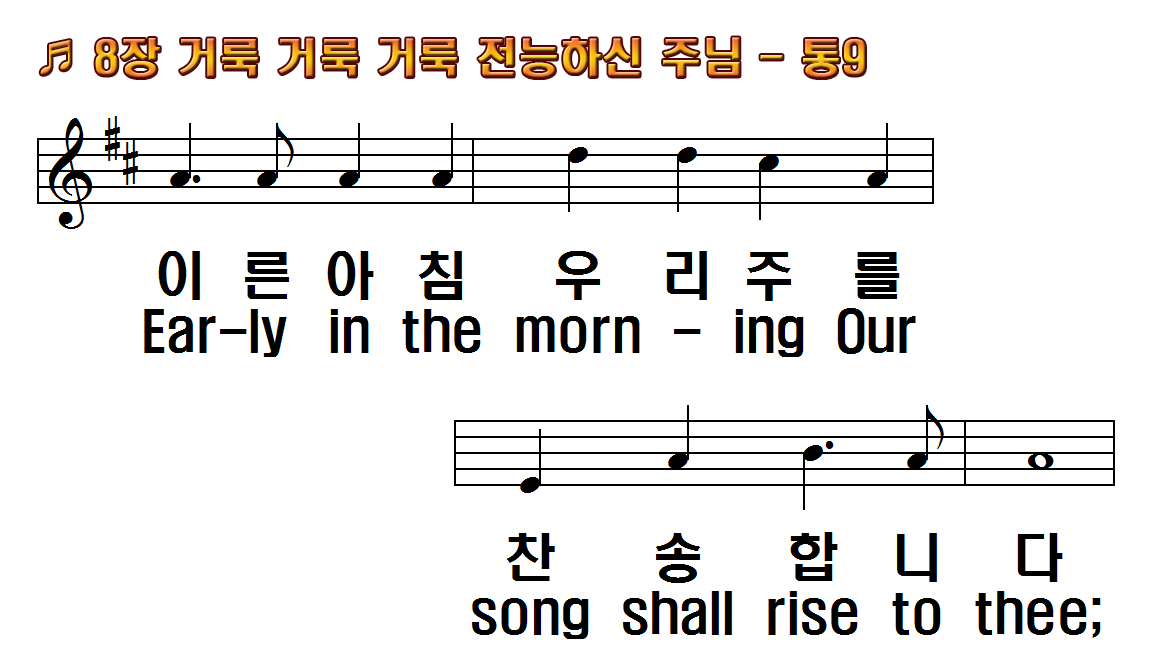 ♬ 8장 거룩 거룩 거룩 전능하신 주님 - 통9
이 른 아 침 우 리 주 를
Ear-ly in the morn - ing Our
찬 송 합 니 다
song shall rise to thee;